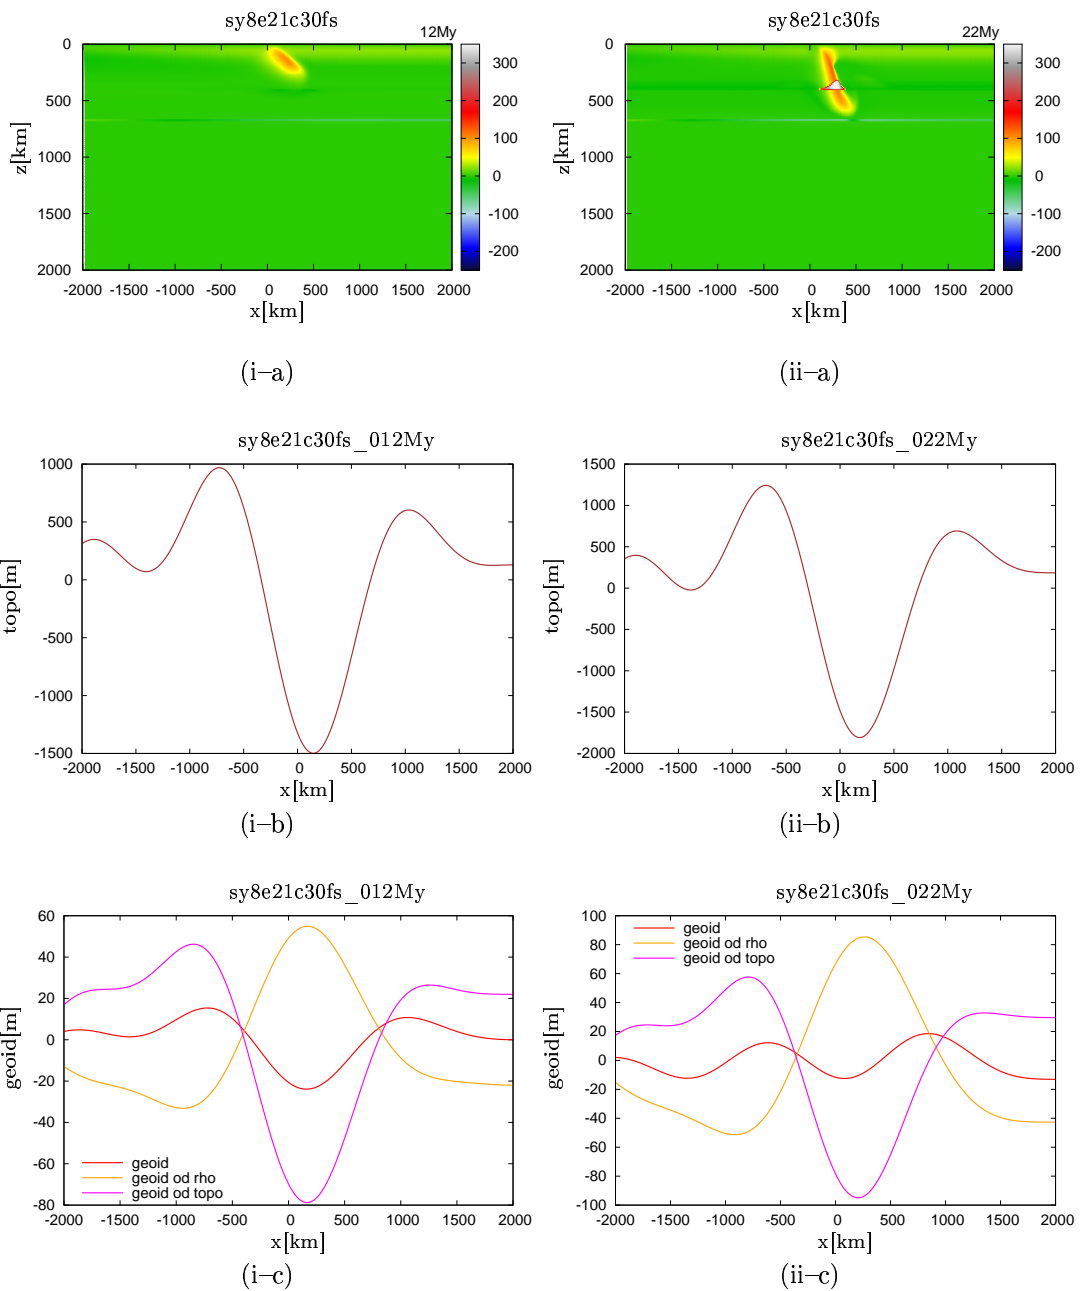 sy8e21c30fs
12My
0
500
1000
1500
2000
z[km]
-2000 -1500 -1000 -500 0 500 1000 1500 2000
x[km]
300
200
100
0
-100
-200
(i–a)
sy8e21c30fs
22My
0
500
1000
1500
2000
z[km]
-2000 -1500 -1000 -500 0 500 1000 1500 2000
x[km]
300
200
100
0
-100
-200
(ii–a)
sy8e21c30fs_012My
1000
500
0
-500
-1000
-1500
topo[m]
-2000 -1500 -1000 -500 0 500 1000 1500 2000
x[km]
(i–b)
sy8e21c30fs_022My
1500
1000
500
0
-500
-1000
-1500
-2000
topo[m]
-2000 -1500 -1000 -500 0 500 1000 1500 2000
x[km]
(ii–b)
sy8e21c30fs_012My
60
40
20
0
-20
-40
-60
-80
geoid[m]
geoid
geoid od rho
geoid od topo
-2000 -1500 -1000 -500 0 500 1000 1500 2000
x[km]
(i–c)
sy8e21c30fs_022My
100
80
60
40
20
0
-20
-40
-60
-80
-100
geoid[m]
geoid
geoid od rho
geoid od topo
-2000 -1500 -1000 -500 0 500 1000 1500 2000
x[km]
(ii–c)